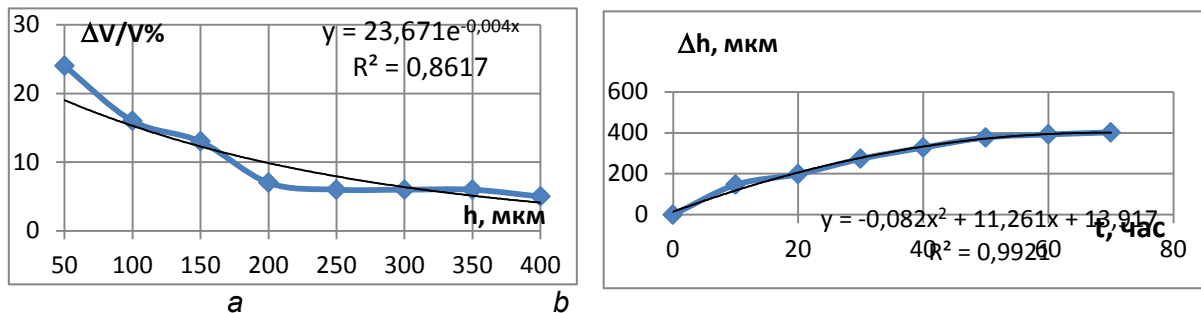 30
ΔV/V%
y = 23,671e^-0,004x
R² = 0,8617
20
10
0
h, мкм
50 100 150 200 250 300 350 400
a b
Δh, мкм
600
400
200
0
y = -0,082x² + 11,261x + 13,917
t, час
R² = 0,9921
0 20 40 60 80